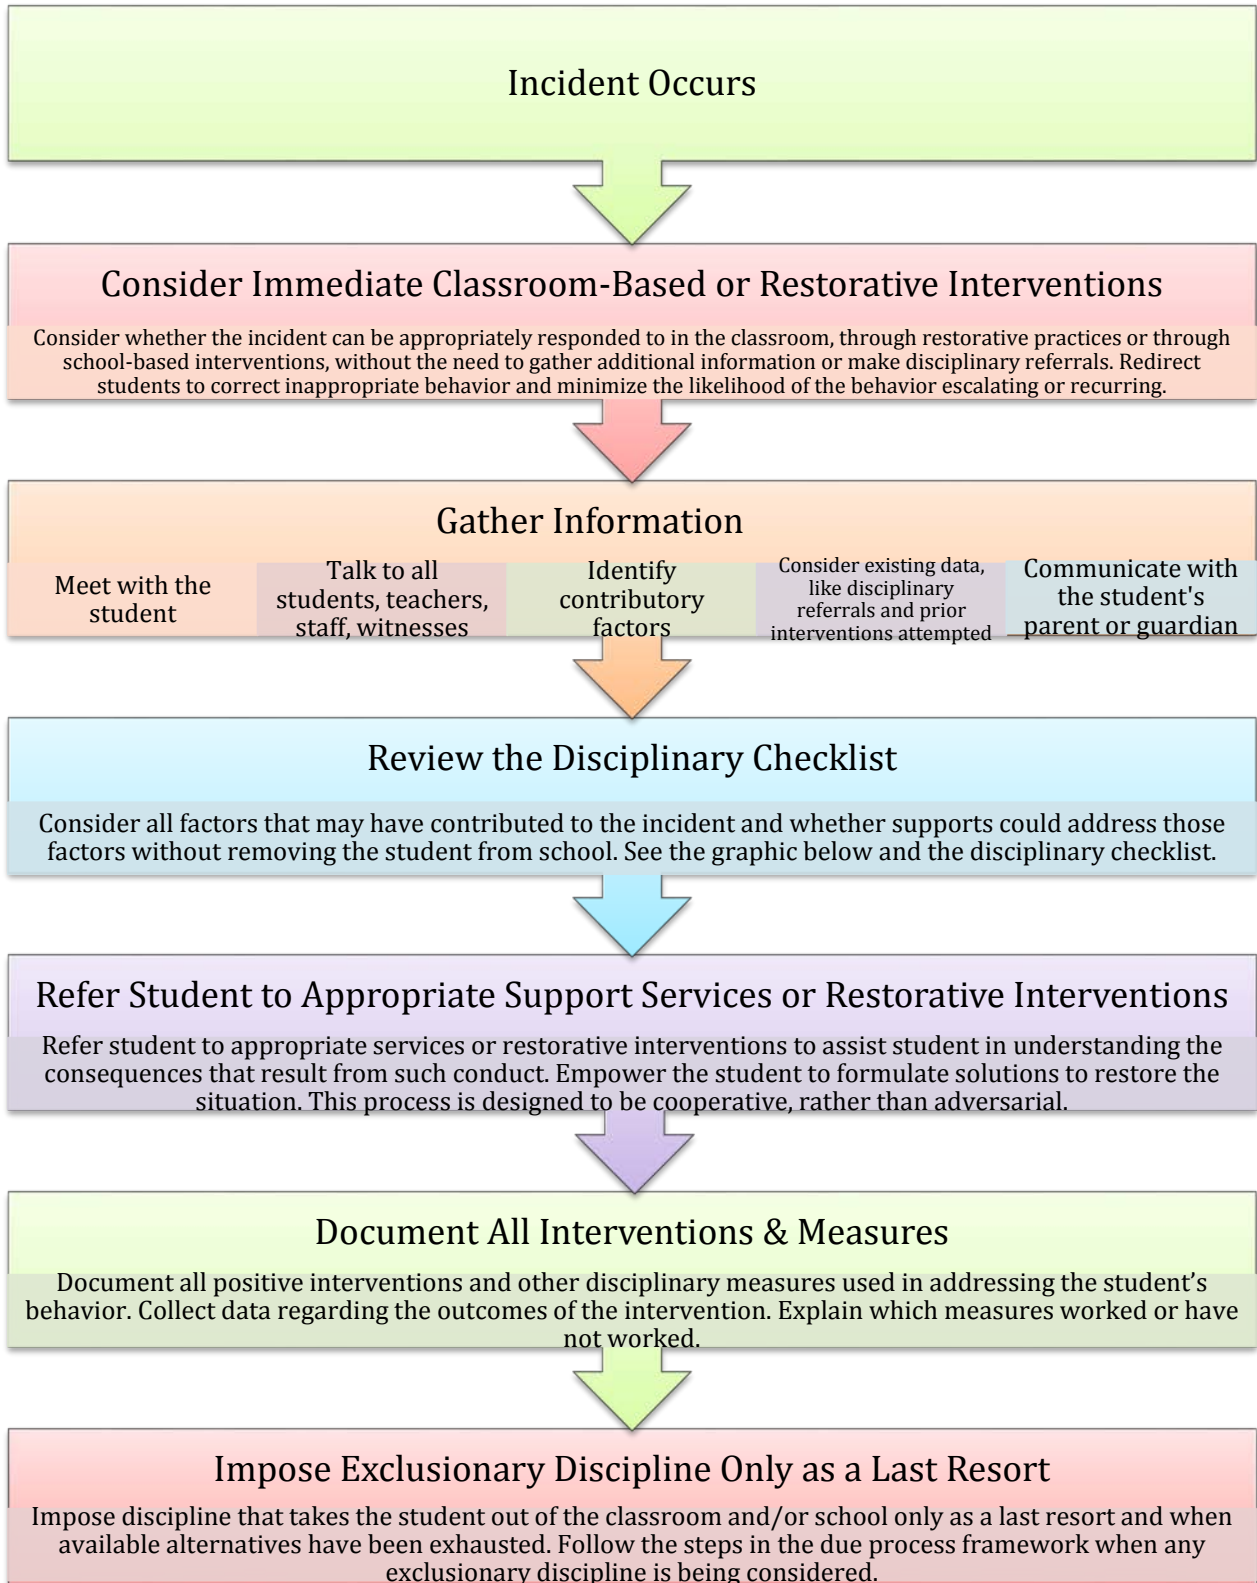 Incident Occurs
Consider Immediate Classroom-Based or Restorative Interventions
Consider whether the incident can be appropriately responded to in the classroom, through restorative practices or through
school-based interventions, without the need to gather additional information or make disciplinary referrals. Redirect
students to correct inappropriate behavior and minimize the likelihood of the behavior escalating or recurring.
Gather Information
Meet with the
student
Talk to all
students, teachers,
staff, witnesses
Identify
contributory
factors
Consider existing data,
like disciplinary
referrals and prior
interventions attempted
Communicate with
the student's
parent or guardian
Review the Disciplinary Checklist
Consider all factors that may have contributed to the incident and whether supports could address those
factors without removing the student from school. See the graphic below and the disciplinary checklist.
Refer Student to Appropriate Support Services or Restorative Interventions
Refer student to appropriate services or restorative interventions to assist student in understanding the
consequences that result from such conduct. Empower the student to formulate solutions to restore the
situation. This process is designed to be cooperative, rather than adversarial.
Document All Interventions & Measures
Document all positive interventions and other disciplinary measures used in addressing the student’s
behavior. Collect data regarding the outcomes of the intervention. Explain which measures worked or have
not worked.
Impose Exclusionary Discipline Only as a Last Resort
Impose discipline that takes the student out of the classroom and/or school only as a last resort and when
available alternatives have been exhausted. Follow the steps in the due process framework when any
exclusionary discipline is being considered.